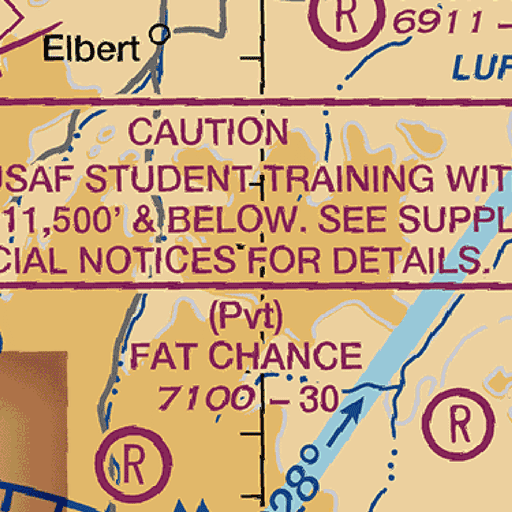 R 6911 –
Elbert
LUF
CAUTION
USAF STUDENT TRAINING WIT
11,500' & BELOW. SEE SUPPL
CIAL NOTICES FOR DETAILS.
(Pvt)
FAT CHANCE
7100 – 30
R
R
28°